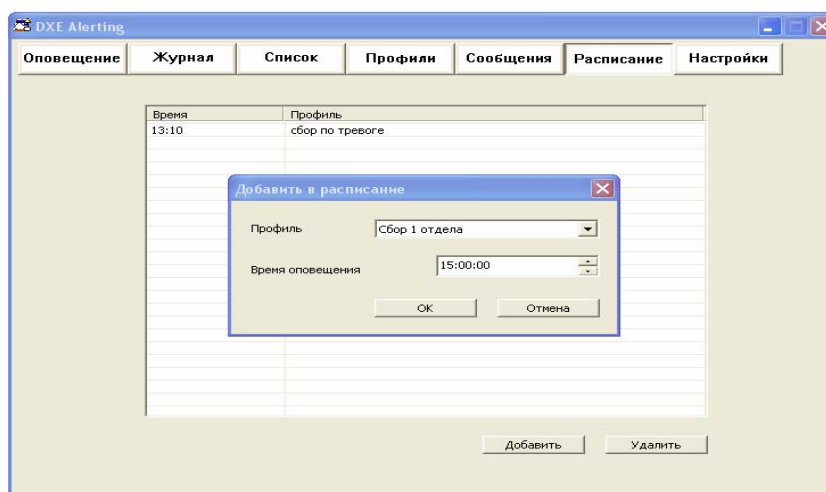 DXE Alerting
Оповещение Журнал Список Профили Сообщения Расписание Настройки
Время Профиль
13:10 сбор по тревоге
Добавить в расписание
Профиль Сбор 1 отдела
Время оповещения 15:00:00
ОК Отмена
Добавить Удалить